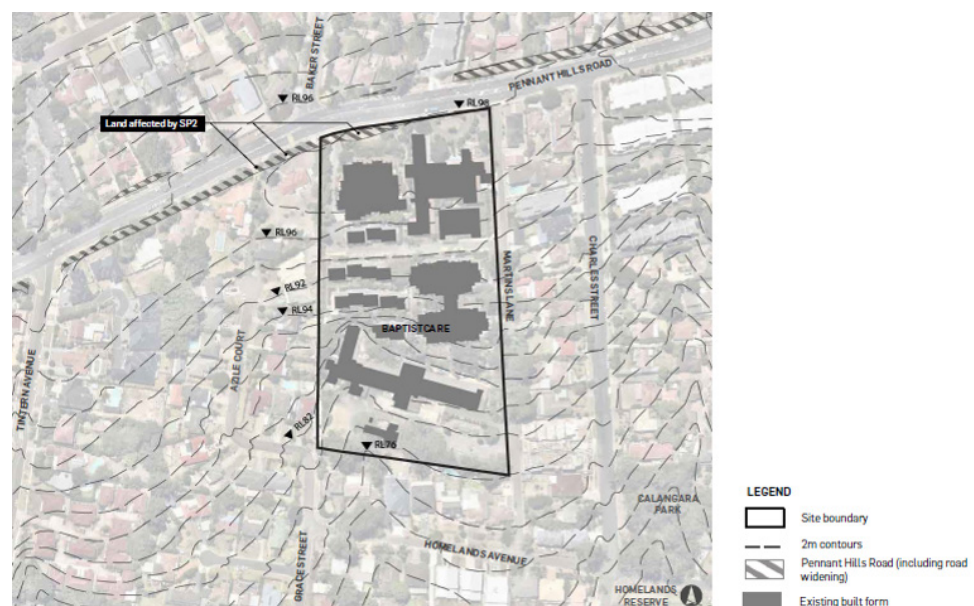 BAKER STREET
PENNANT HILLS ROAD
RL96
RL98
Land affected by SP2
RL96
RL92
RL94
MARTINS LANE
CHARLES STREET
BAPTISTCARE
AZILE COURT
TINTERN AVENUE
RL82
RL76
CALANGARA
PARK
HOMELANDS AVENUE
GRACE STREET
HOMELANDS
RESERVE
LEGEND
Site boundary
2m contours
Pennant Hills Road (including road
widening)
Existing built form